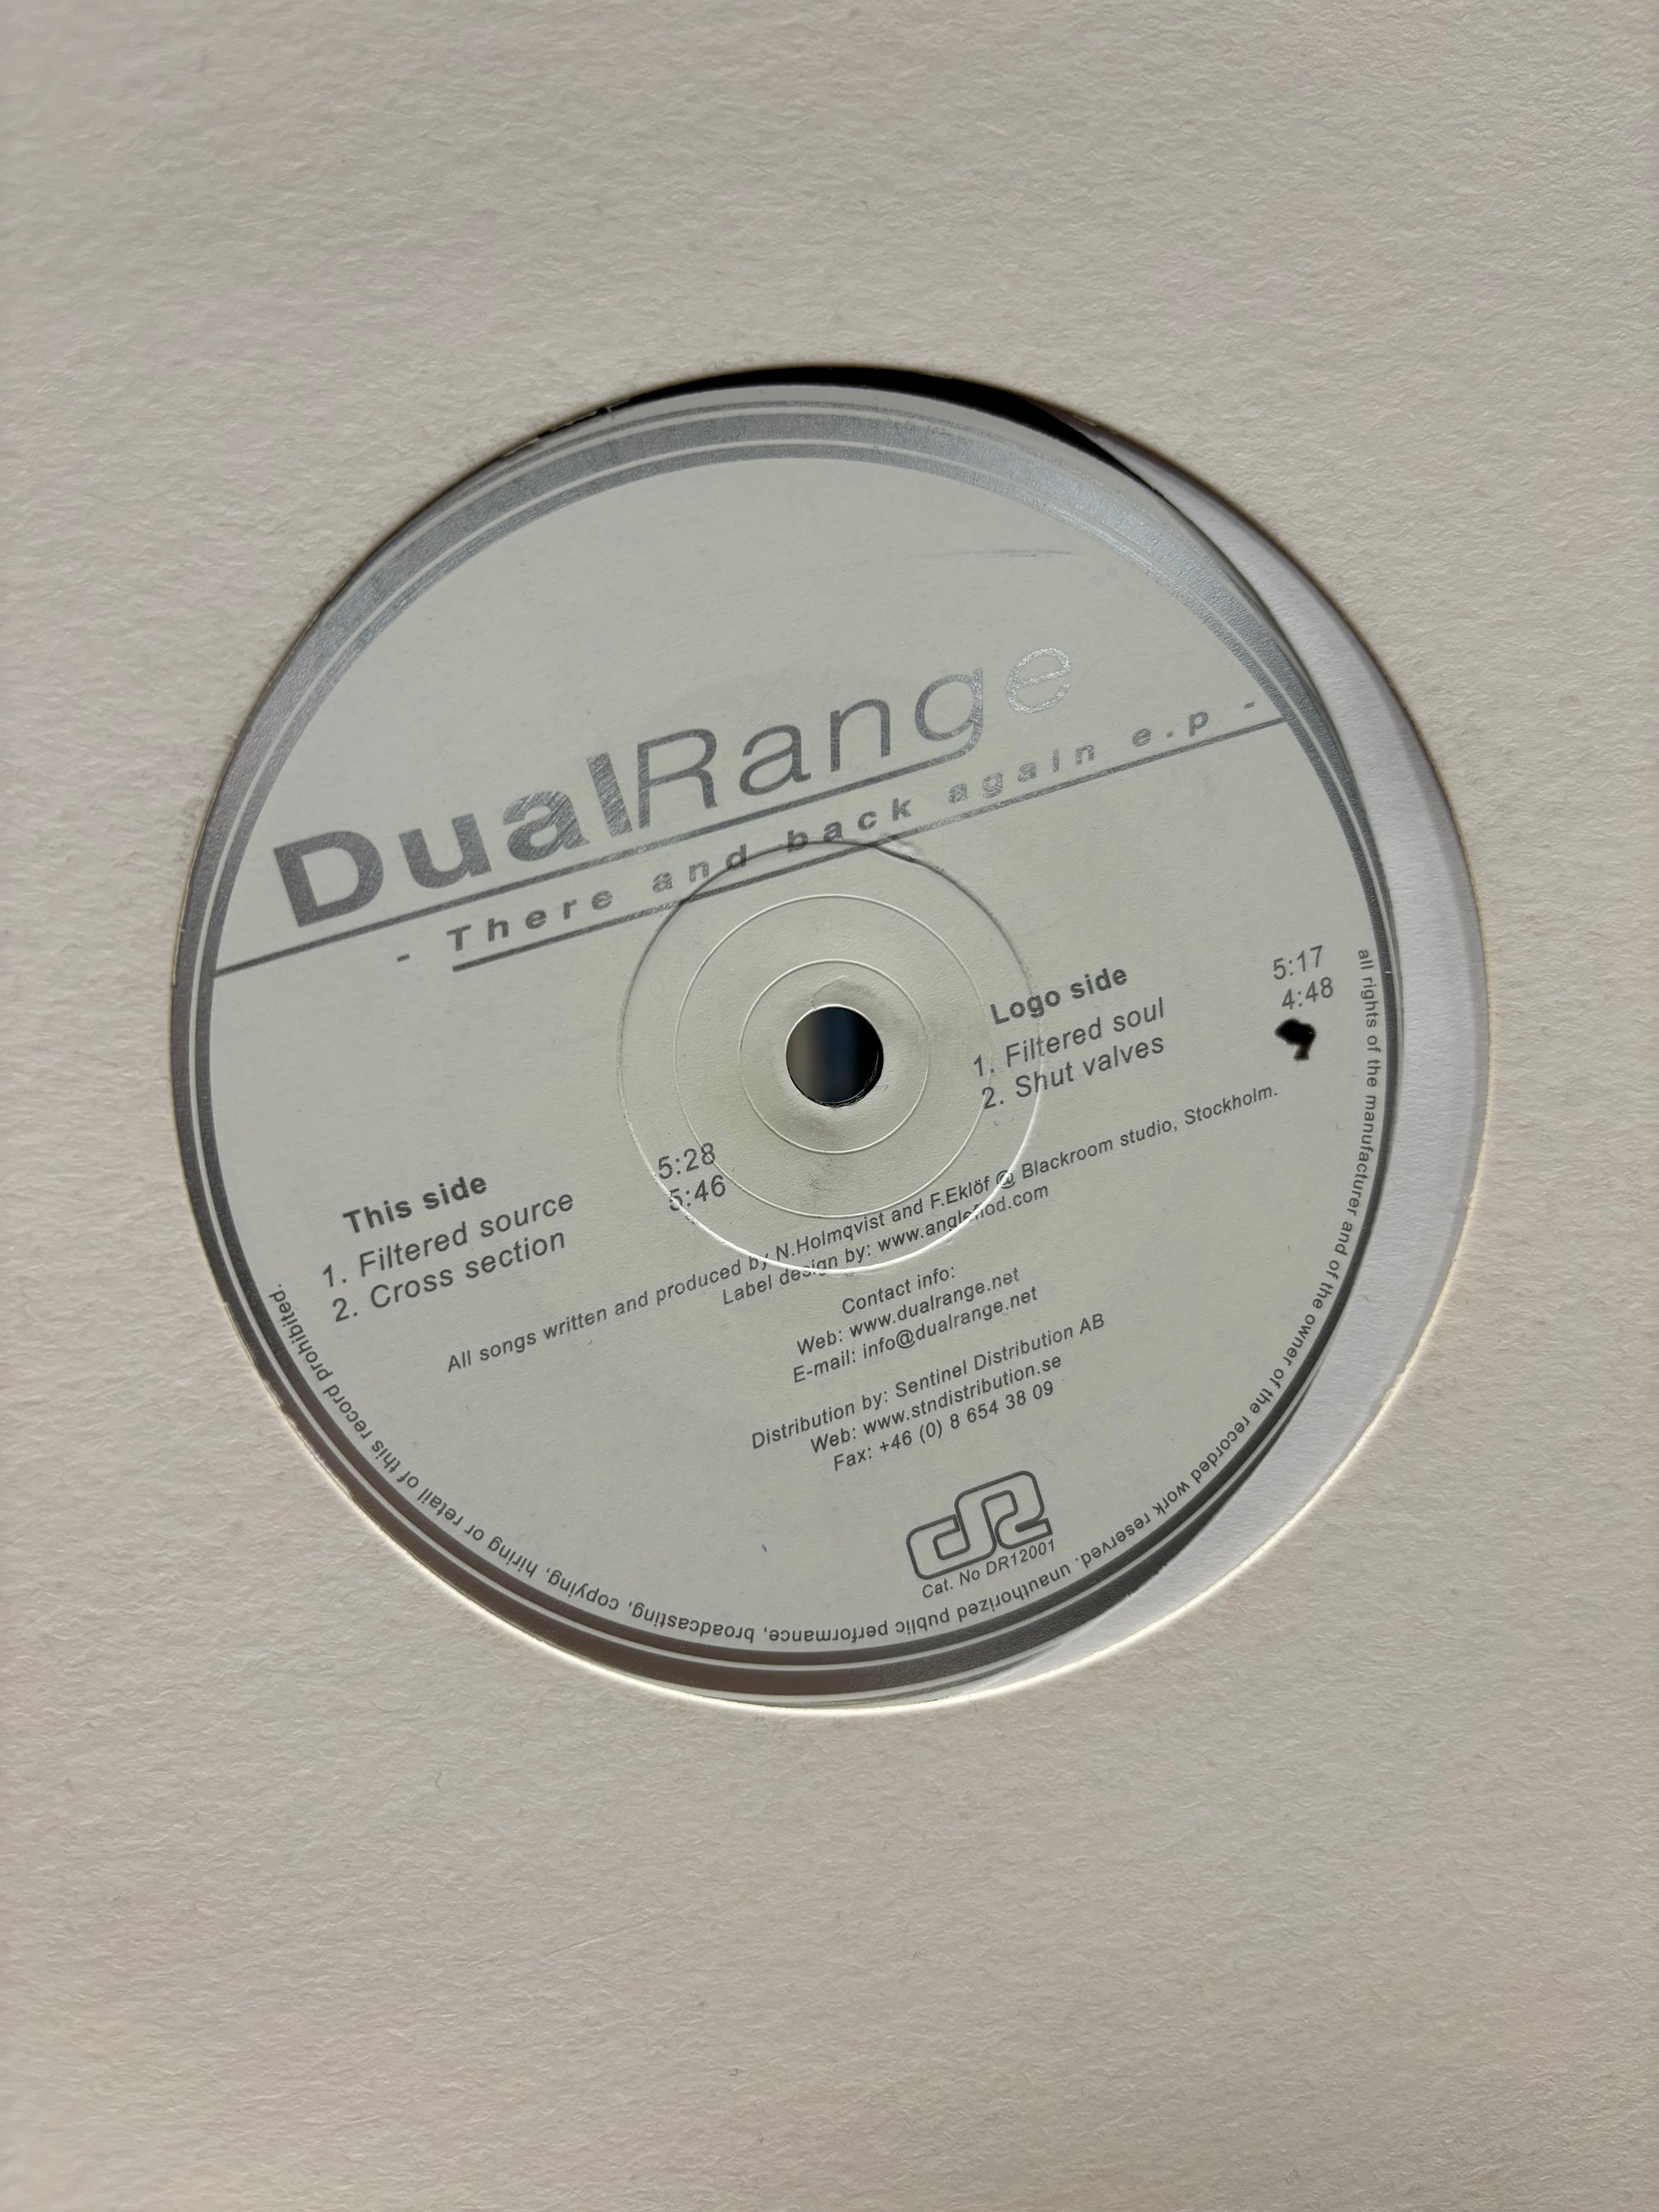 DualRange
- There and back again e.p -
Logo side
1. Filtered soul 5:17
2. Shut valves 4:48
This side
1. Filtered source 5:28
2. Cross section 5:46
All songs written and produced by N.Holmqvist and F.Eklöf @ Blackroom studio, Stockholm.
Label design by: www.anglefiod.com
Contact info:
Web: www.dualrange.net
E-mail: info@dualrange.net
Distribution by: Sentinel Distribution AB
Web: www.stndistribution.se
Fax: +46 (0) 8 654 38 09
dR
Cat. No DR12001
all rights of the manufacturer and of the owner of the recorded work reserved. unauthorized public performance, broadcasting, copying, hiring or retail of this record prohibited.